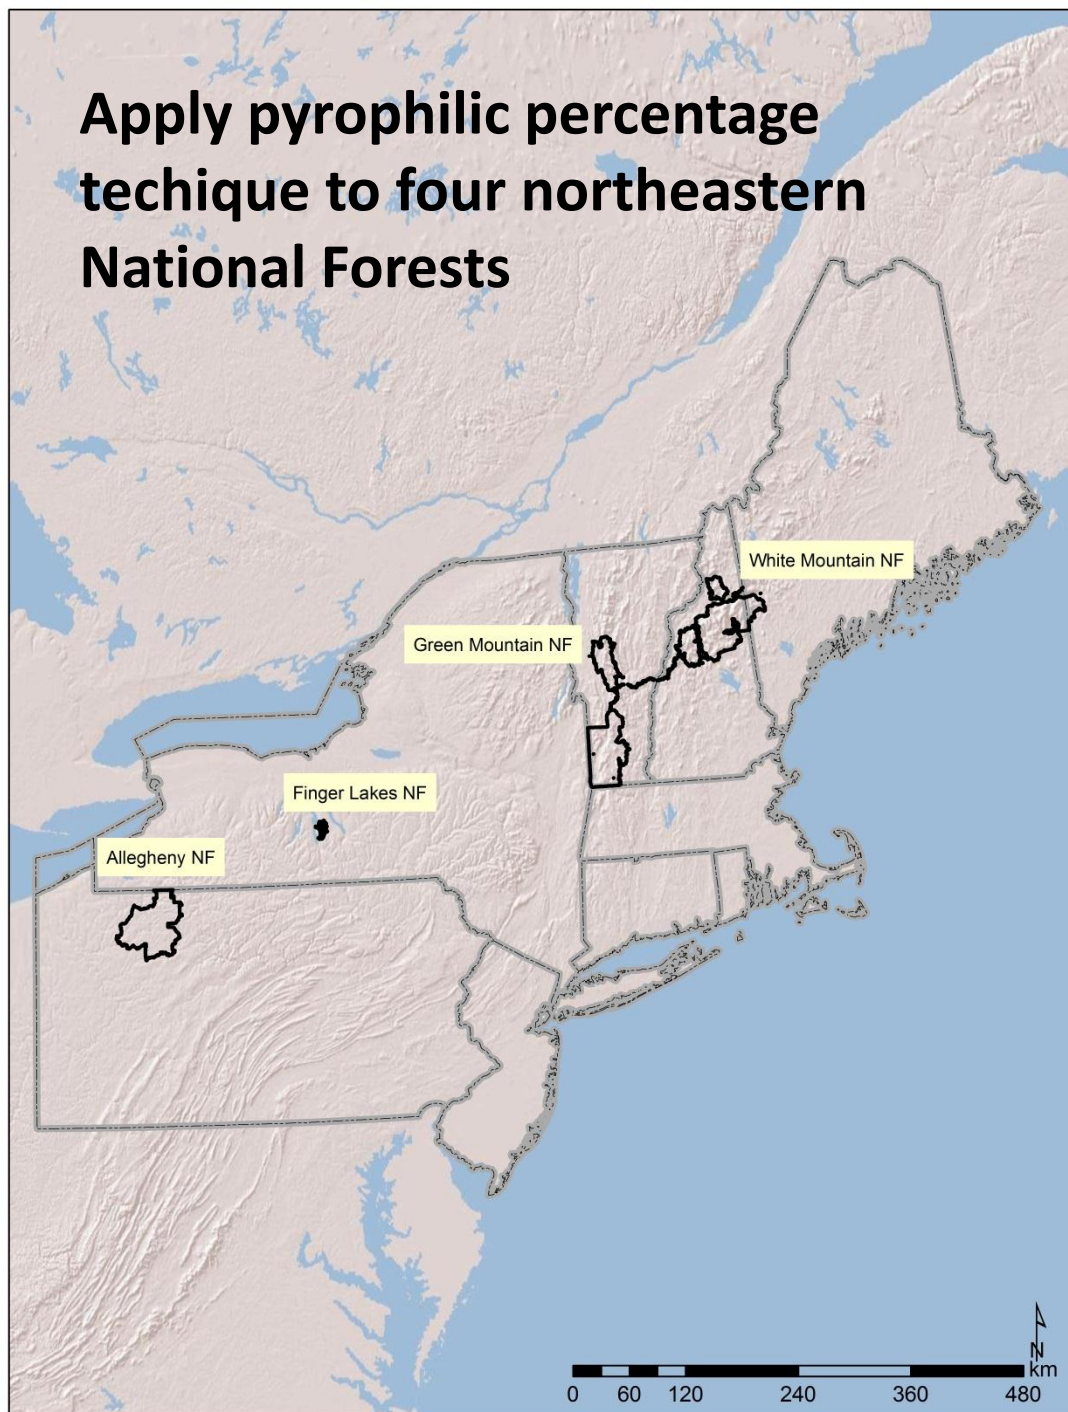 Apply pyrophilic percentage
techique to four northeastern
National Forests
White Mountain NF
Green Mountain NF
Finger Lakes NF
Allegheny NF
N
km
0 60 120 240 360 480